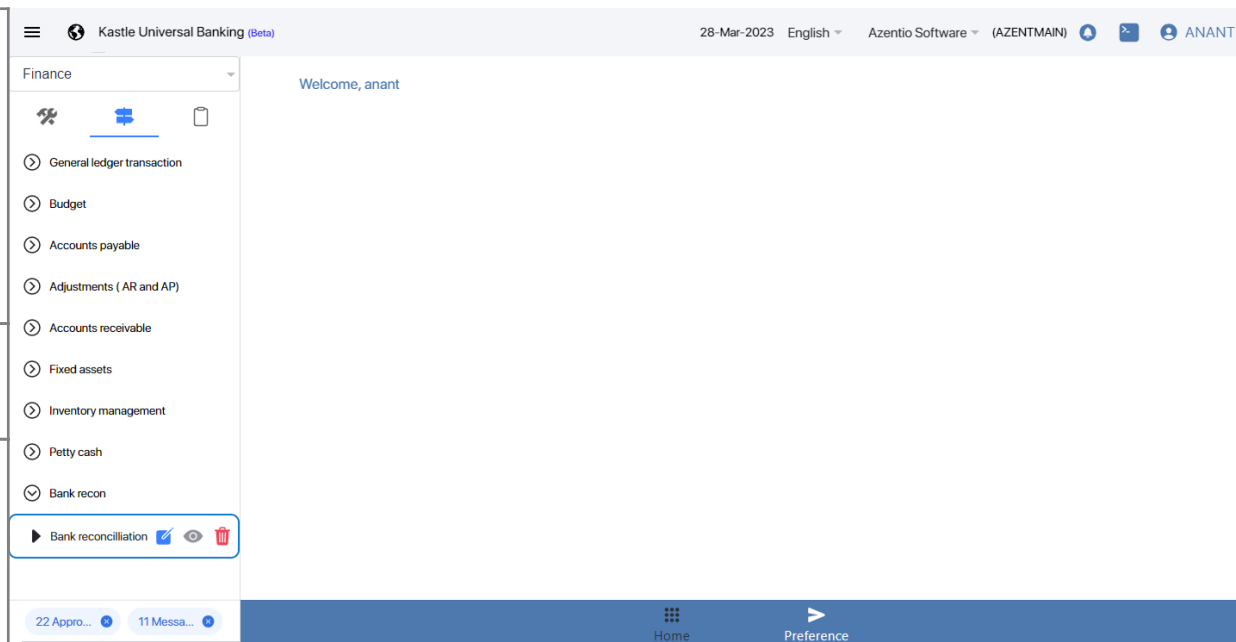 Kastle Universal Banking (Beta)
28-Mar-2023 English Azentio Software (AZENTMAIN) ANANT
Finance
Welcome, anant
General ledger transaction
Budget
Accounts payable
Adjustments ( AR and AP)
Accounts receivable
Fixed assets
Inventory management
Petty cash
Bank recon
Bank reconcilliation
22 Appro... 11 Messa...
Home Preference